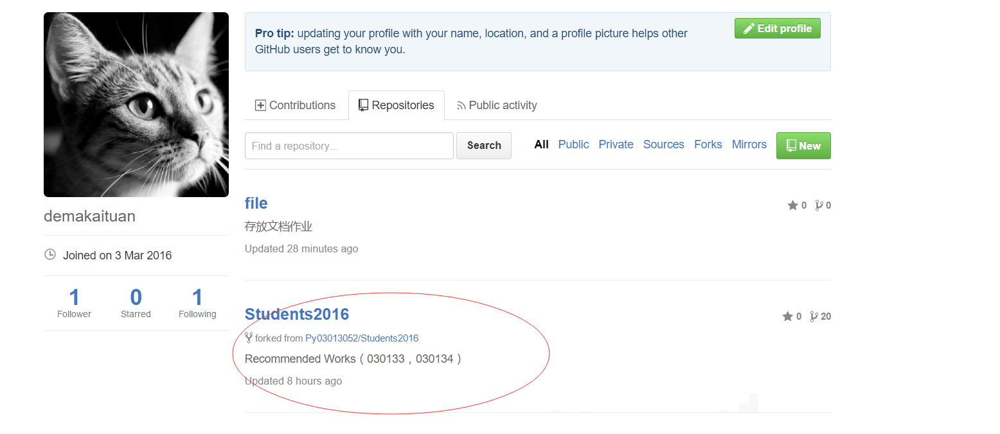 Pro tip: updating your profile with your name, location, and a profile picture helps other
GitHub users get to know you.
Edit profile
Contributions
Repositories
Public activity
Find a repository…
Search
All
Public
Private
Sources
Forks
Mirrors
New
demakaituan
Joined on 3 Mar 2016
1
Follower
0
Starred
1
Following
file
0
0
存放文档作业
Updated 28 minutes ago
Students2016
0
20
forked from Py03013052/Students2016
Recommended Works（030133，030134）
Updated 8 hours ago